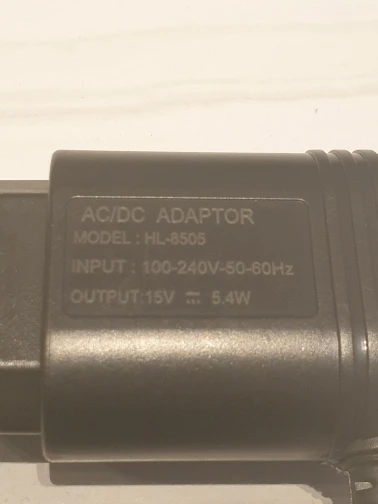 AC/DC ADAPTOR
MODEL : HL-8505
INPUT : 100-240V-50-60Hz
OUTPUT:15V ⎓ 5.4W